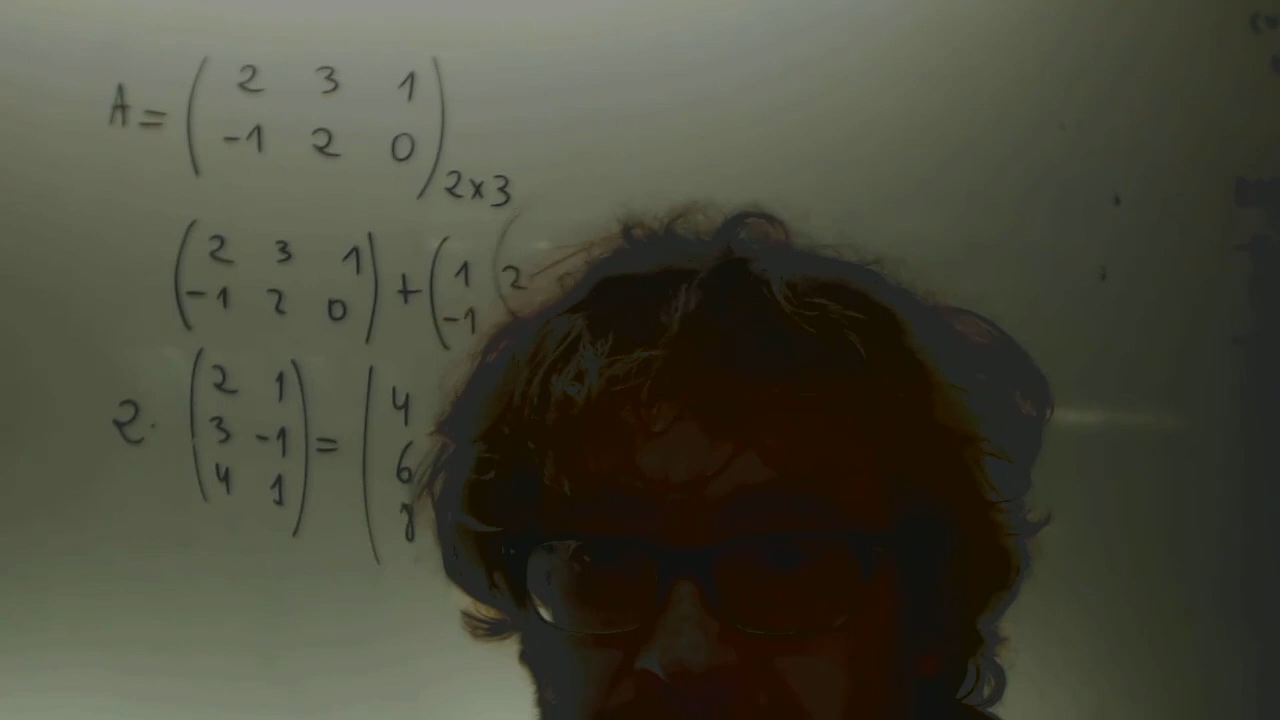 A = ( 2 3 1
-1 2 0 ) 2x3
( 2 3 1
-1 2 0 ) + ( 1 2
-1
2· ( 2 1
3 -1
4 1 ) = ( 4
6
8